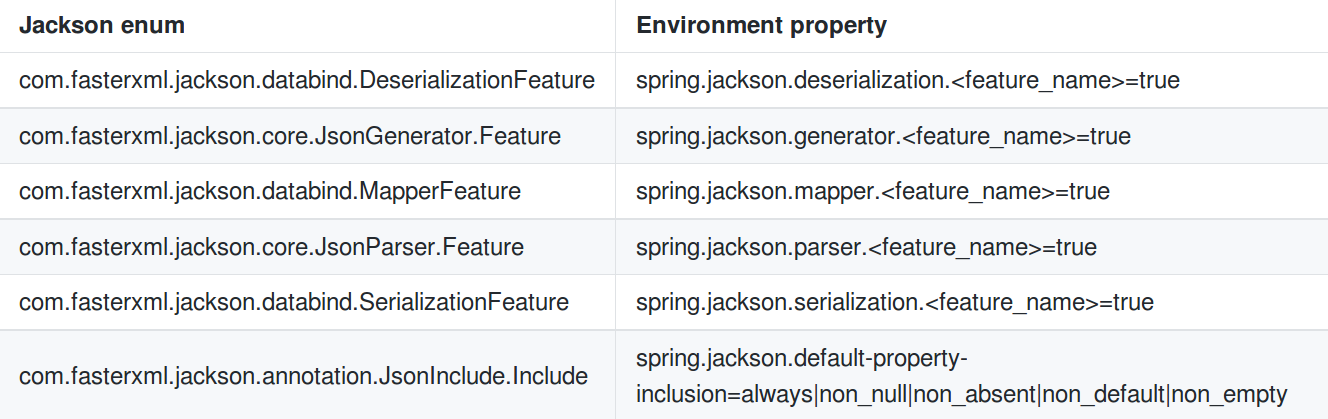 Jackson enum Environment property
com.fasterxml.jackson.databind.DeserializationFeature spring.jackson.deserialization.<feature_name>=true
com.fasterxml.jackson.core.JsonGenerator.Feature spring.jackson.generator.<feature_name>=true
com.fasterxml.jackson.databind.MapperFeature spring.jackson.mapper.<feature_name>=true
com.fasterxml.jackson.core.JsonParser.Feature spring.jackson.parser.<feature_name>=true
com.fasterxml.jackson.databind.SerializationFeature spring.jackson.serialization.<feature_name>=true
com.fasterxml.jackson.annotation.JsonInclude.Include spring.jackson.default-property-
inclusion=always|non_null|non_absent|non_default|non_empty